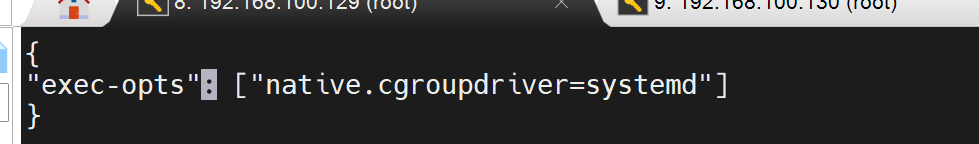 8. 192.168.100.129 (root)
9. 192.168.100.130 (root)
{
"exec-opts": ["native.cgroupdriver=systemd"]
}